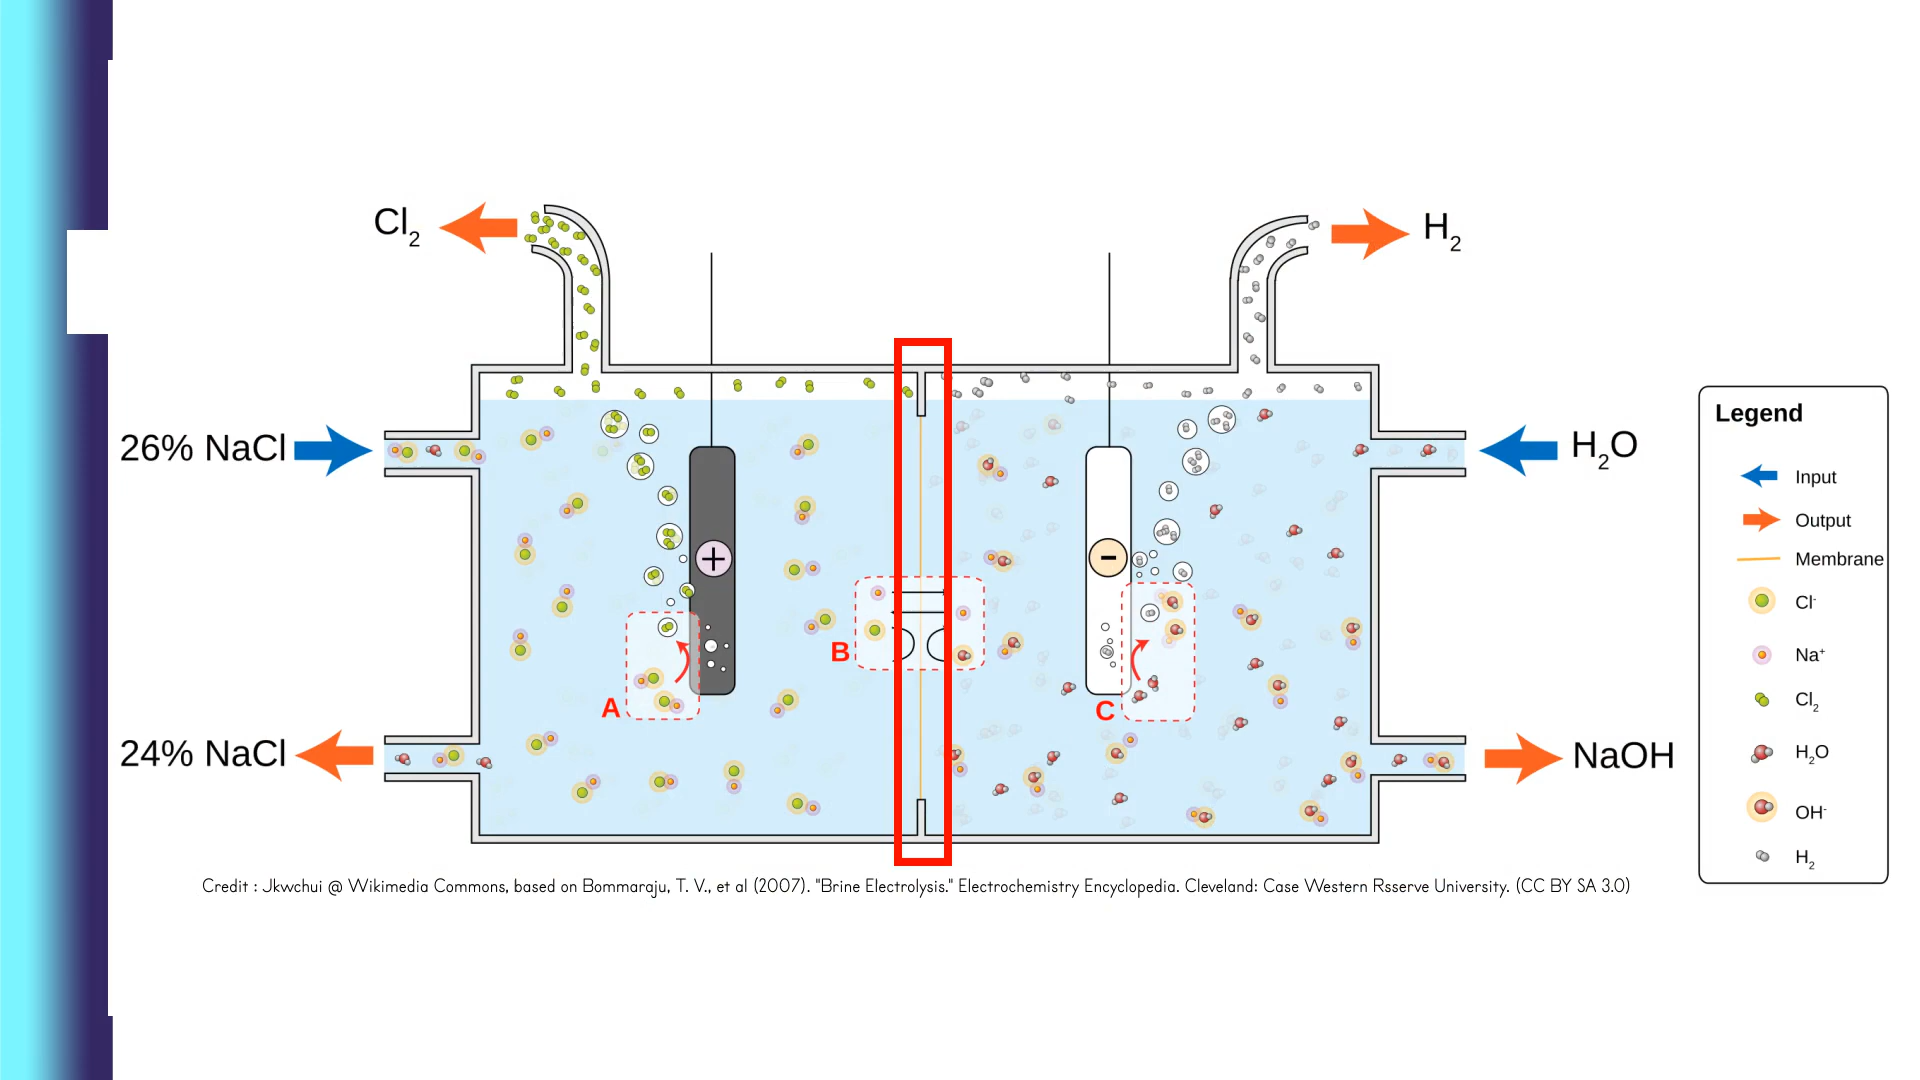 Cl2
H2
26% NaCl
H2O
24% NaCl
NaOH
+
-
A
B
C
Legend
Input
Output
Membrane
Cl-
Na+
Cl2
H2O
OH-
H2
Credit : Jkwchui @ Wikimedia Commons, based on Bommaraju, T. V., et al (2007). "Brine Electrolysis." Electrochemistry Encyclopedia. Cleveland: Case Western Rsserve University. (CC BY SA 3.0)